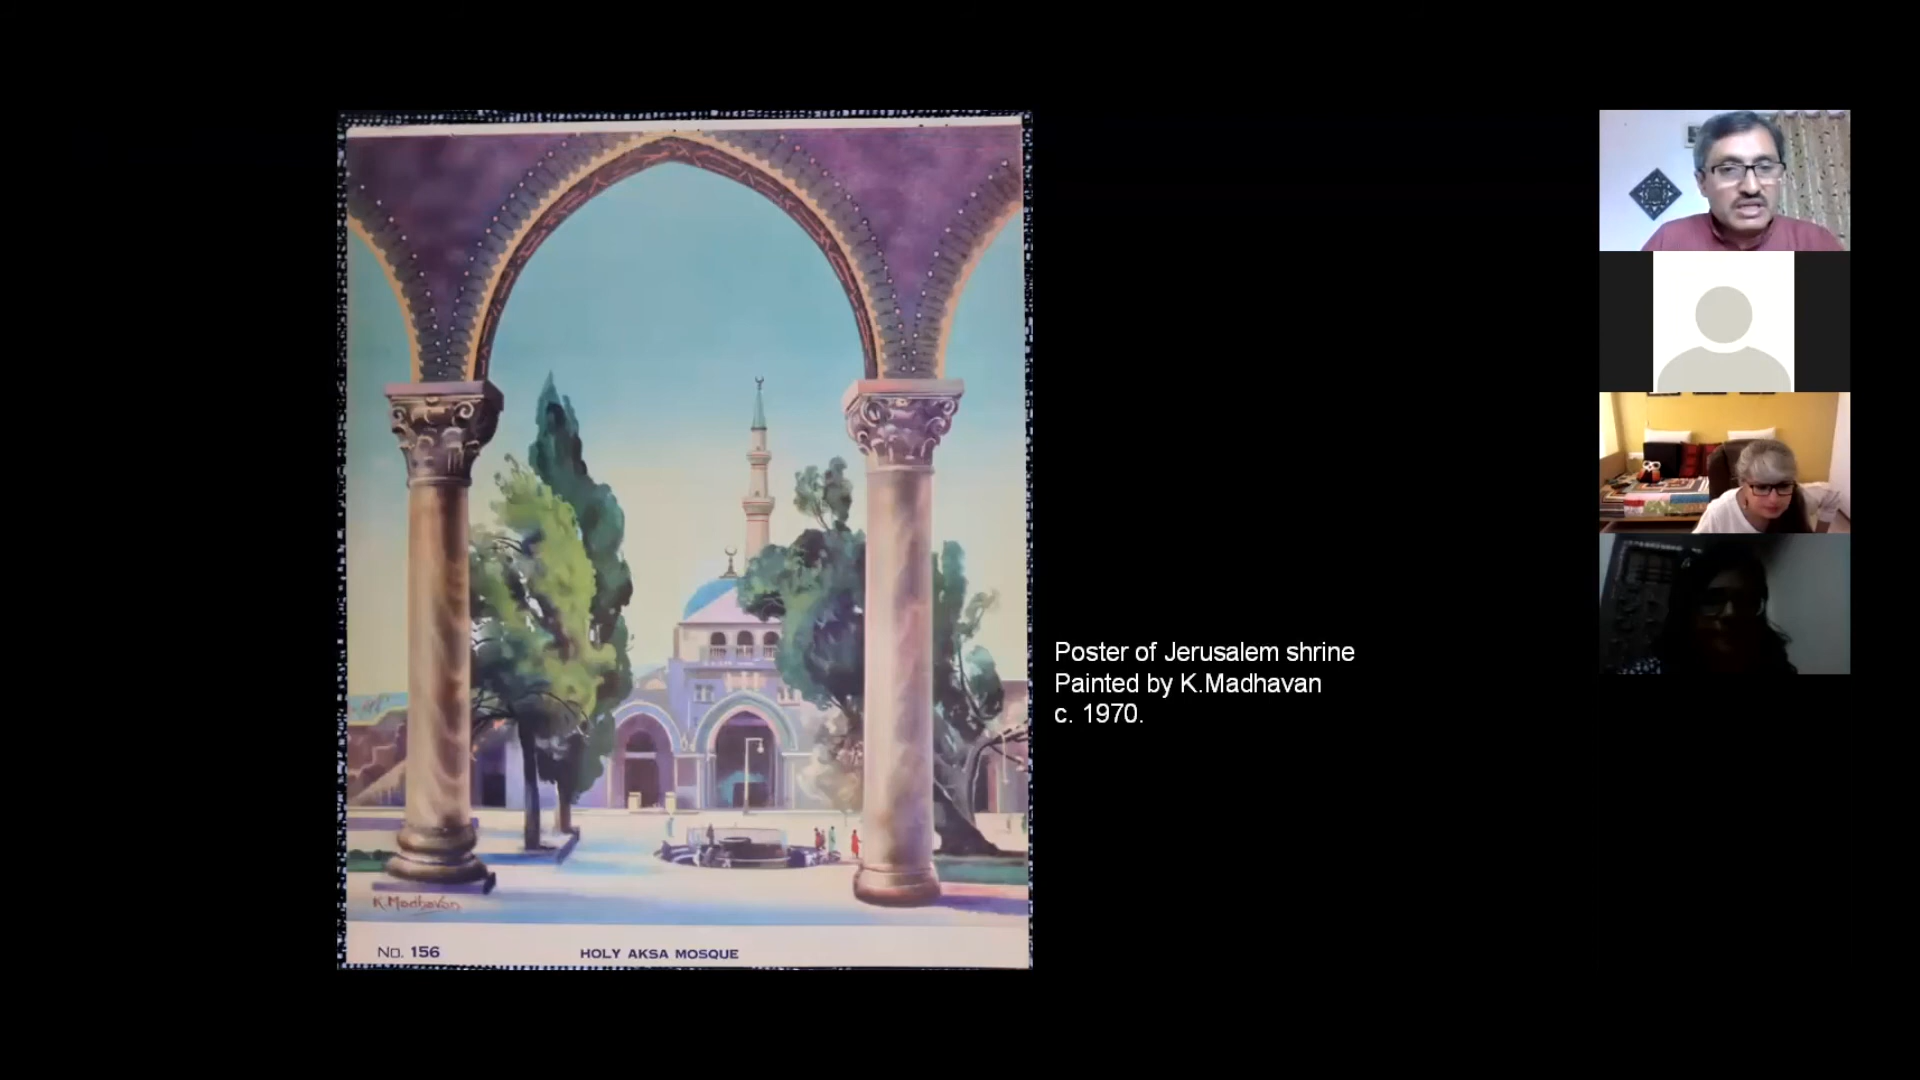 K.Madhavan
No. 156
HOLY AKSA MOSQUE
Poster of Jerusalem shrine
Painted by K.Madhavan
c. 1970.